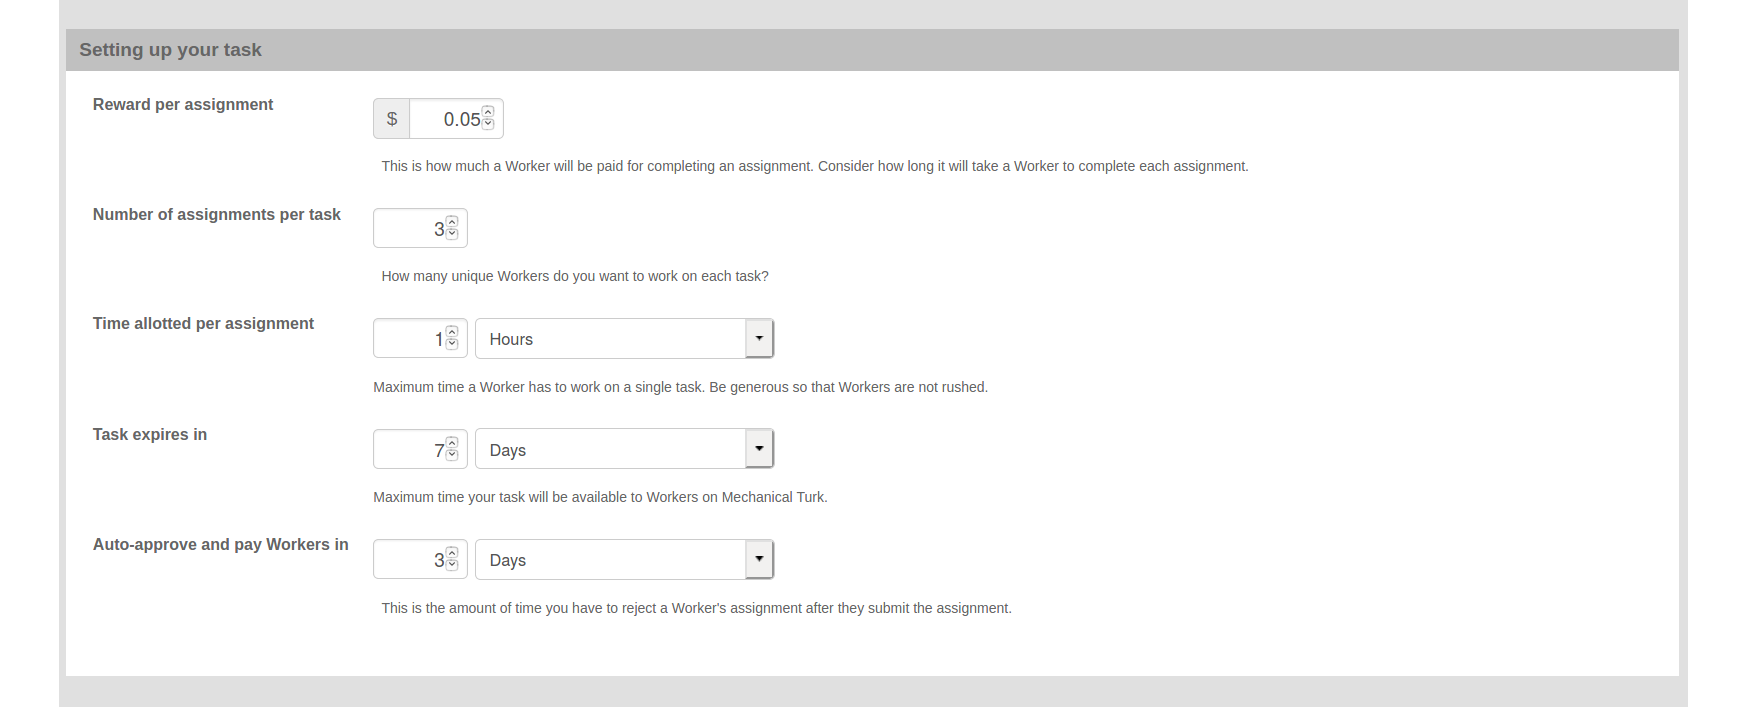 Setting up your task
Reward per assignment
$ 0.05
This is how much a Worker will be paid for completing an assignment. Consider how long it will take a Worker to complete each assignment.
Number of assignments per task
3
How many unique Workers do you want to work on each task?
Time allotted per assignment
1 Hours
Maximum time a Worker has to work on a single task. Be generous so that Workers are not rushed.
Task expires in
7 Days
Maximum time your task will be available to Workers on Mechanical Turk.
Auto-approve and pay Workers in
3 Days
This is the amount of time you have to reject a Worker's assignment after they submit the assignment.